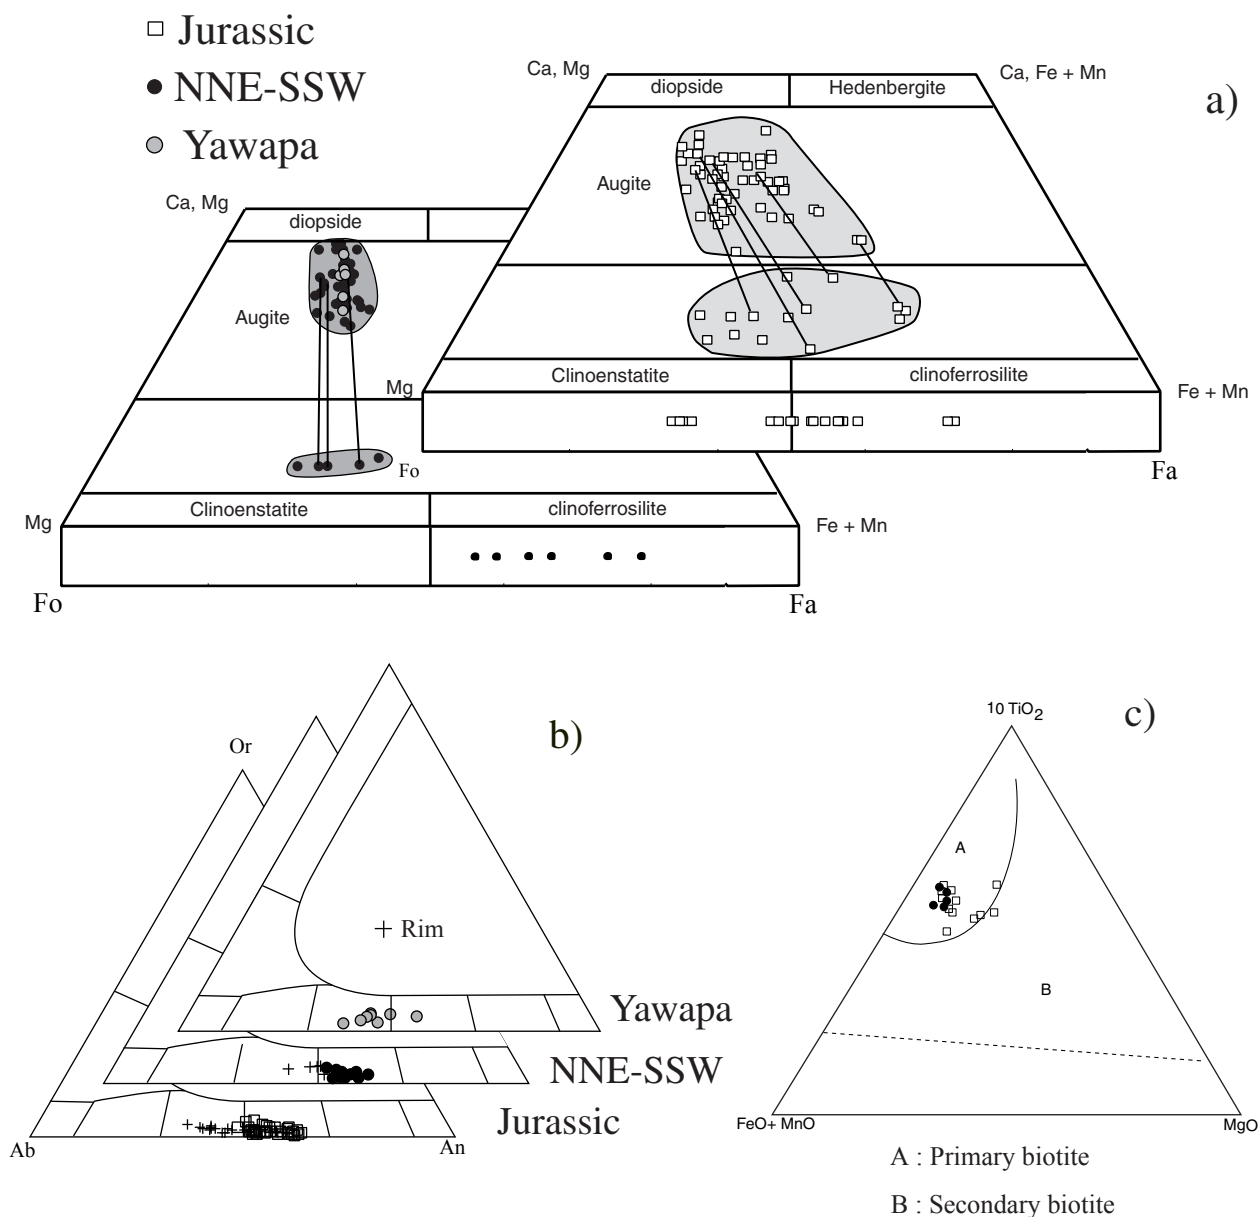 Jurassic
NNE-SSW
Yawapa
a)
Ca, Mg
Ca, Fe + Mn
diopside
Hedenbergite
Augite
Clinoenstatite
clinoferrosilite
Mg
Fe + Mn
Fo
Fa
Ca, Mg
diopside
Augite
Clinoenstatite
clinoferrosilite
Mg
Fe + Mn
Fo
Fa
b)
Or
+ Rim
Yawapa
NNE-SSW
Jurassic
Ab
An
c)
10 TiO2
A
B
FeO+ MnO
MgO
A : Primary biotite
B : Secondary biotite